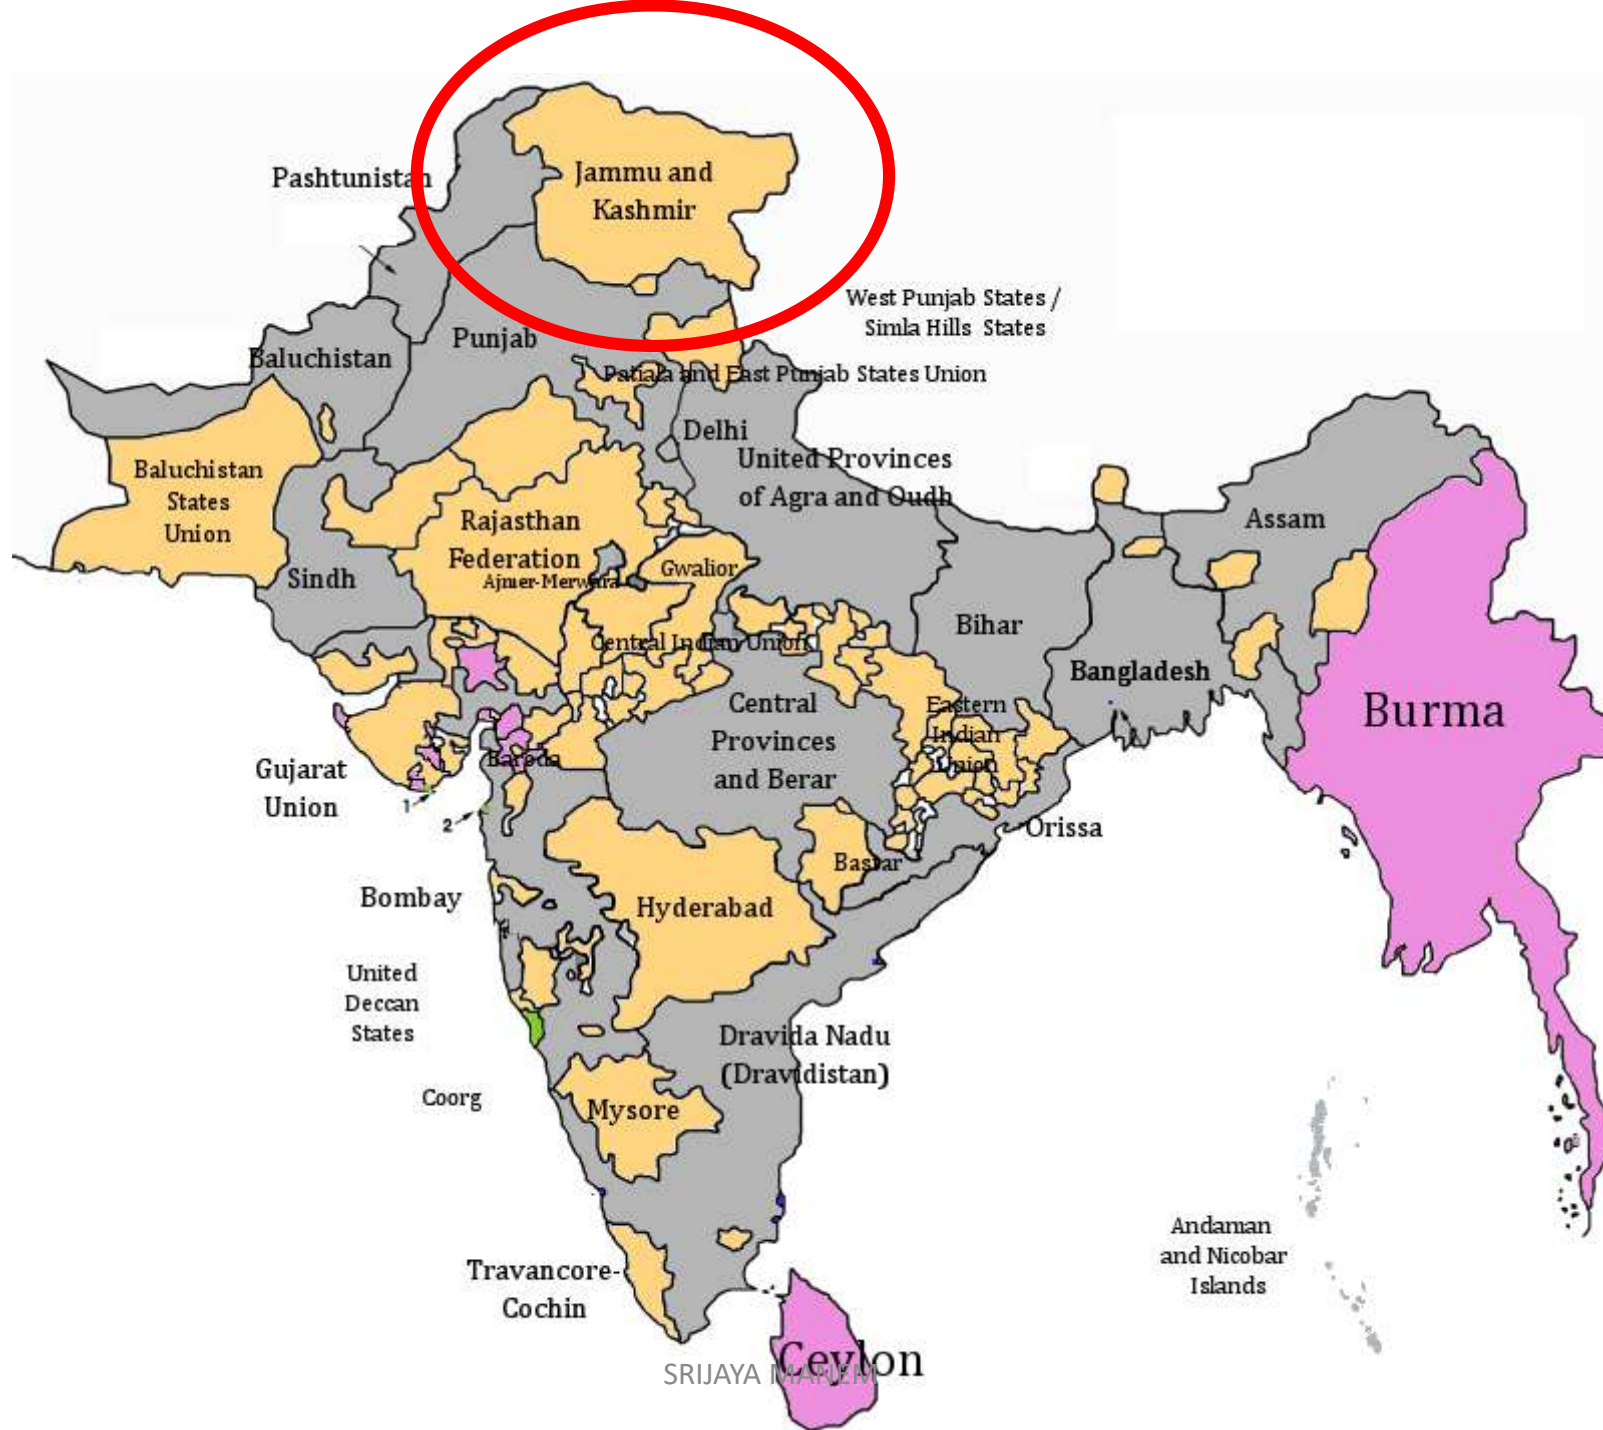 Jammu and
Kashmir
Pashtunistan
West Punjab States /
Simla Hills States
Punjab
Baluchistan
Patiala and East Punjab States Union
Delhi
United Provinces
of Agra and Oudh
Baluchistan
States
Union
Rajasthan
Federation
Ajmer-Merwara
Gwalior
Assam
Sindh
Bihar
Central Indian Union
Bangladesh
Burma
Central
Provinces
and Berar
Eastern
Indian
Union
Baroda
Gujarat
Union
1
2
Orissa
Bastar
Bombay
Hyderabad
United
Deccan
States
Dravida Nadu
(Dravidistan)
Coorg
Mysore
Andaman
and Nicobar
Islands
Travancore-
Cochin
Ceylon
SRIJAYA MANEM